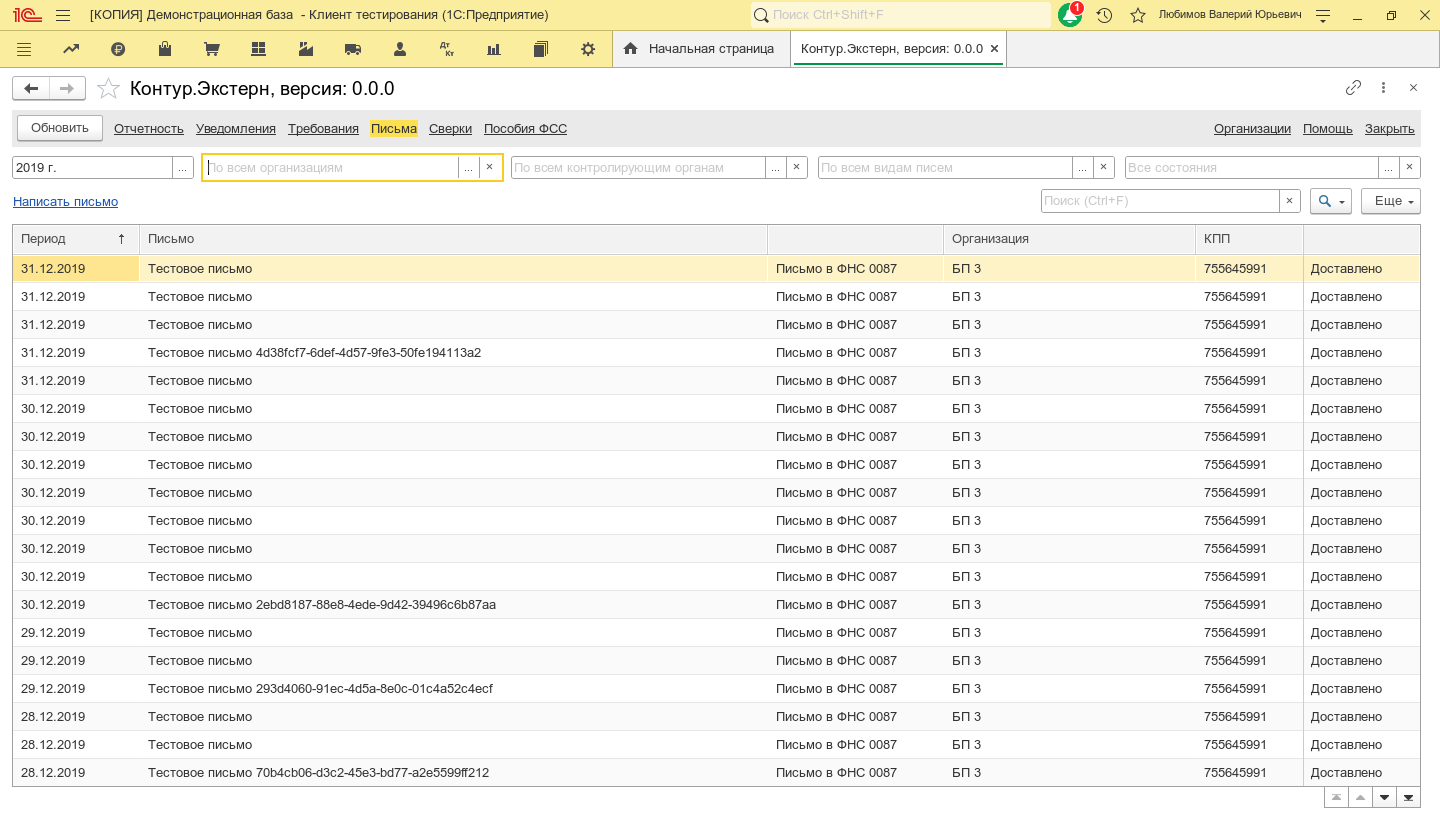 [КОПИЯ] Демонстрационная база - Клиент тестирования (1С:Предприятие) Поиск Ctrl+Shift+F 1 Любимов Валерий Юрьевич
Дт Кт Начальная страница Контур.Экстерн, версия: 0.0.0 ×
Контур.Экстерн, версия: 0.0.0
Обновить Отчетность Уведомления Требования Письма Сверки Пособия ФСС Организации Помощь Закрыть
2019 г. ... По всем организациям ... × По всем контролирующим органам ... × По всем видам писем ... × Все состояния ... ×
Написать письмо Поиск (Ctrl+F) × Еще
Период ↑ Письмо Организация КПП
31.12.2019 Тестовое письмо Письмо в ФНС 0087 БП 3 755645991 Доставлено
31.12.2019 Тестовое письмо Письмо в ФНС 0087 БП 3 755645991 Доставлено
31.12.2019 Тестовое письмо Письмо в ФНС 0087 БП 3 755645991 Доставлено
31.12.2019 Тестовое письмо 4d38fcf7-6def-4d57-9fe3-50fe194113a2 Письмо в ФНС 0087 БП 3 755645991 Доставлено
31.12.2019 Тестовое письмо Письмо в ФНС 0087 БП 3 755645991 Доставлено
30.12.2019 Тестовое письмо Письмо в ФНС 0087 БП 3 755645991 Доставлено
30.12.2019 Тестовое письмо Письмо в ФНС 0087 БП 3 755645991 Доставлено
30.12.2019 Тестовое письмо Письмо в ФНС 0087 БП 3 755645991 Доставлено
30.12.2019 Тестовое письмо Письмо в ФНС 0087 БП 3 755645991 Доставлено
30.12.2019 Тестовое письмо Письмо в ФНС 0087 БП 3 755645991 Доставлено
30.12.2019 Тестовое письмо Письмо в ФНС 0087 БП 3 755645991 Доставлено
30.12.2019 Тестовое письмо Письмо в ФНС 0087 БП 3 755645991 Доставлено
30.12.2019 Тестовое письмо 2ebd8187-88e8-4ede-9d42-39496c6b87aa Письмо в ФНС 0087 БП 3 755645991 Доставлено
29.12.2019 Тестовое письмо Письмо в ФНС 0087 БП 3 755645991 Доставлено
29.12.2019 Тестовое письмо Письмо в ФНС 0087 БП 3 755645991 Доставлено
29.12.2019 Тестовое письмо 293d4060-91ec-4d5a-8e0c-01c4a52c4ecf Письмо в ФНС 0087 БП 3 755645991 Доставлено
28.12.2019 Тестовое письмо Письмо в ФНС 0087 БП 3 755645991 Доставлено
28.12.2019 Тестовое письмо Письмо в ФНС 0087 БП 3 755645991 Доставлено
28.12.2019 Тестовое письмо 70b4cb06-d3c2-45e3-bd77-a2e5599ff212 Письмо в ФНС 0087 БП 3 755645991 Доставлено